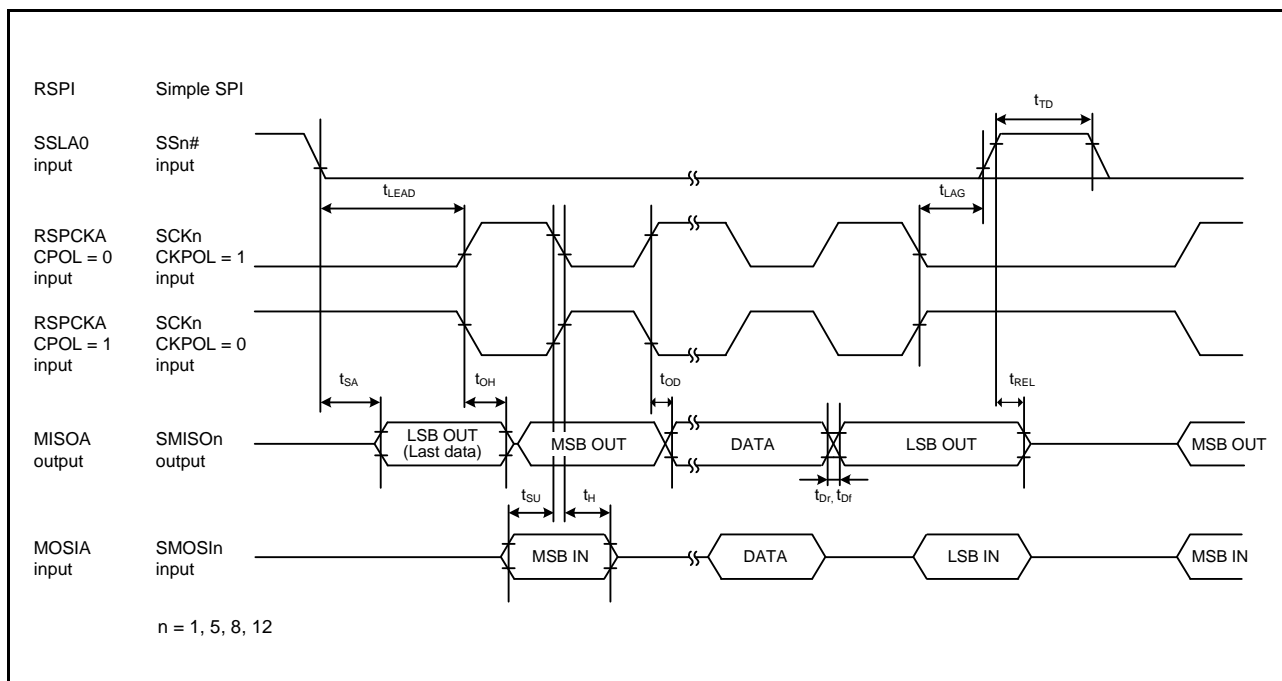 RSPI Simple SPI
SSLA0 SSn#
input input
tTD
tLEAD
tLAG
RSPCKA SCKn
CPOL = 0 CKPOL = 1
input input
RSPCKA SCKn
CPOL = 1 CKPOL = 0
input input
tSA
tOH
tOD
tREL
MISOA SMISOn
output output
LSB OUT
(Last data)
MSB OUT
DATA
LSB OUT
MSB OUT
tSU
tH
tDr, tDf
MOSIA SMOSIn
input input
MSB IN
DATA
LSB IN
MSB IN
n = 1, 5, 8, 12